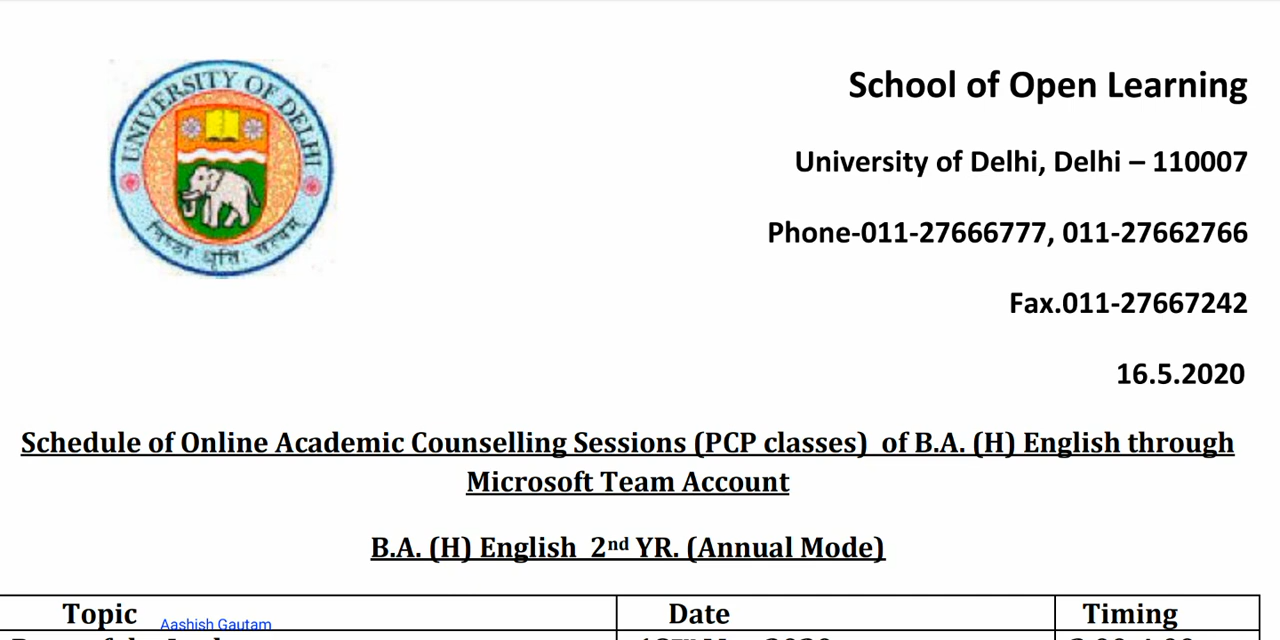 UNIVERSITY OF DELHI
निष्ठा धृति: सत्यम्
School of Open Learning
University of Delhi, Delhi – 110007
Phone-011-27666777, 011-27662766
Fax.011-27667242
16.5.2020
Schedule of Online Academic Counselling Sessions (PCP classes) of B.A. (H) English through
Microsoft Team Account
B.A. (H) English 2nd YR. (Annual Mode)
Topic Date Timing
Aashish Gautam